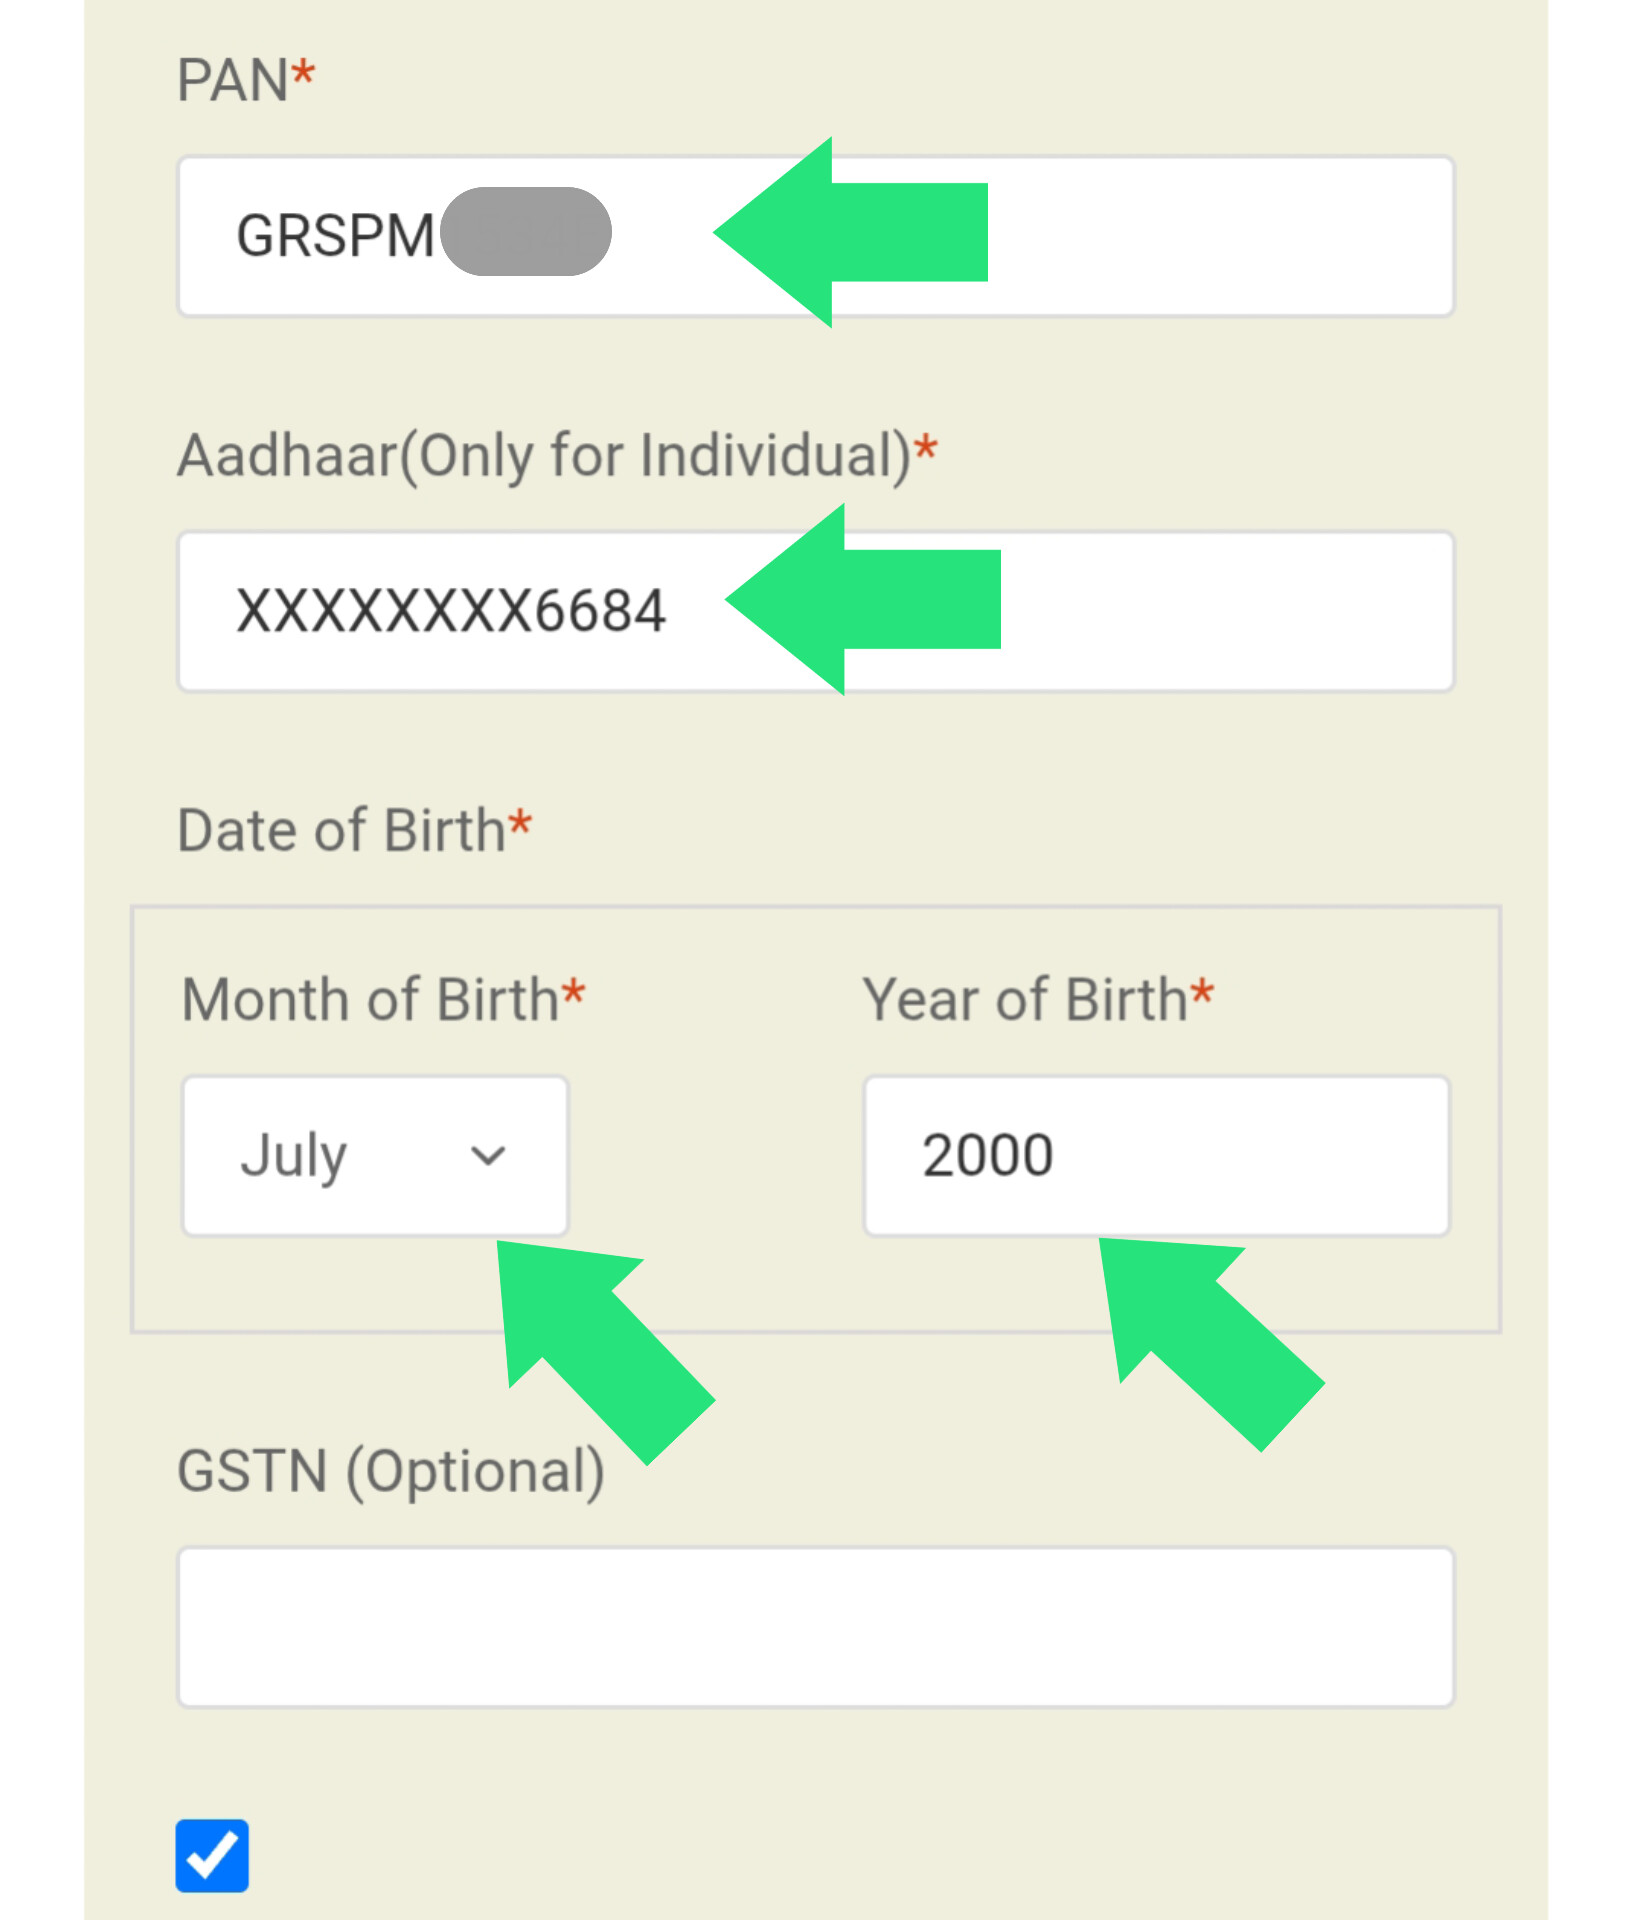 PAN*
GRSPM
Aadhaar(Only for Individual)*
XXXXXXXX6684
Date of Birth*
Month of Birth* Year of Birth*
July 2000
GSTN (Optional)